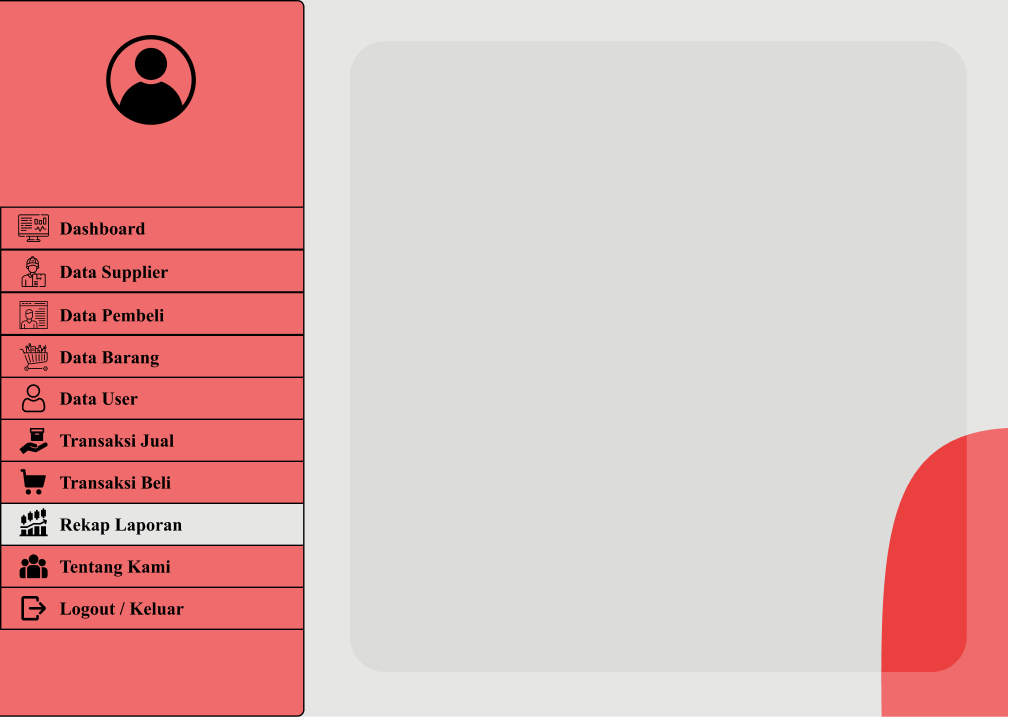 Dashboard
Data Supplier
Data Pembeli
Data Barang
Data User
Transaksi Jual
Transaksi Beli
Rekap Laporan
Tentang Kami
Logout / Keluar